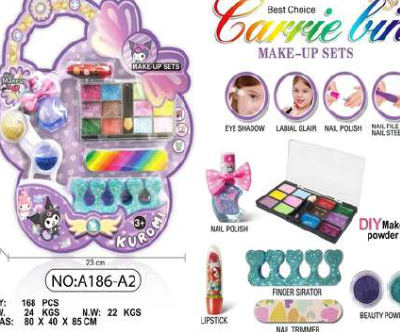 Best Choice
Carrie bin
MAKE-UP SETS
MAKE-UP SETS
EYE SHADOW
LABIAL GLAIR
NAIL POLISH
NAIL FILE
NAIL STEE
NAIL POLISH
DIY Make
powder
3+
KUROMI
FINGER SIRATOR
23 cm
NO:A186-A2
LIPSTICK
NAIL TRIMMER
BEAUTY POW
Y: 168 PCS
W. 24 KGS N.W: 22 KGS
AS: 80 X 40 X 85 CM